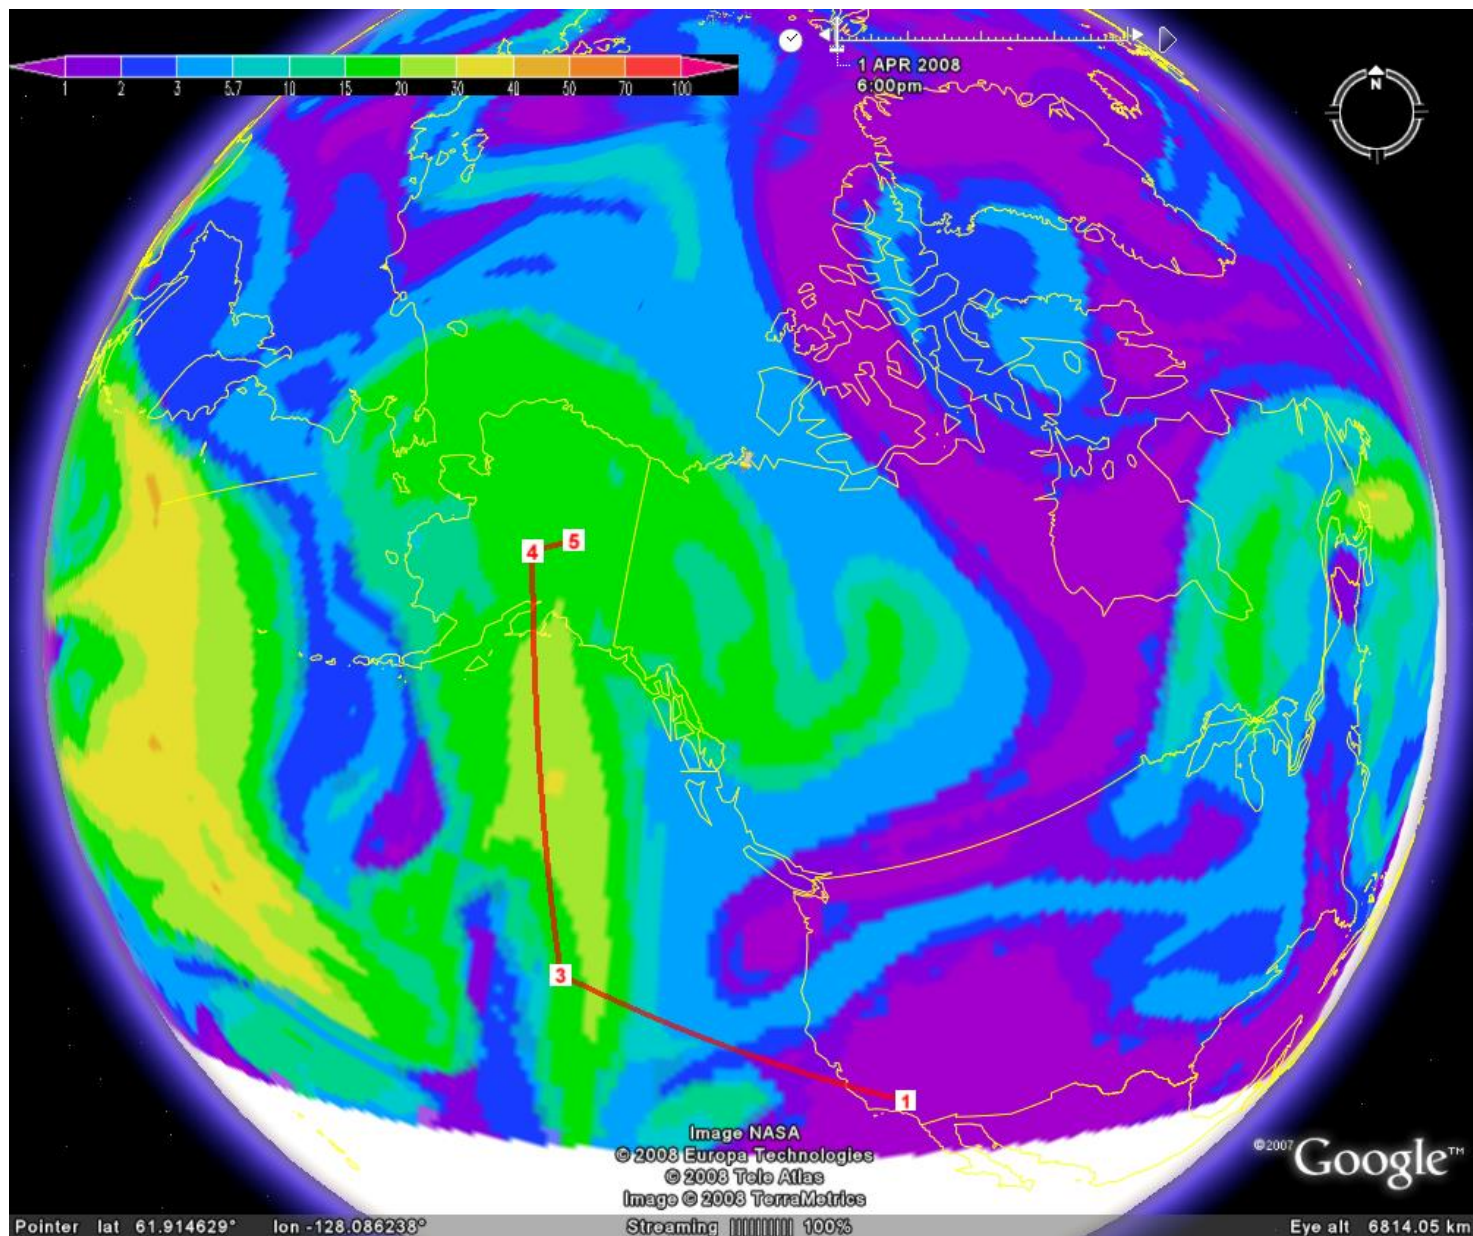 1 APR 2008
6:00pm
N
1 2 3 5.7 10 15 20 30 40 50 70 100
4 5
3
1
Image NASA
© 2008 Europa Technologies
© 2008 Tele Atlas
Image © 2008 TerraMetrics
©2007 Google™
Pointer lat 61.914629° lon -128.086238° Streaming |||||||||| 100% Eye alt 6814.05 km